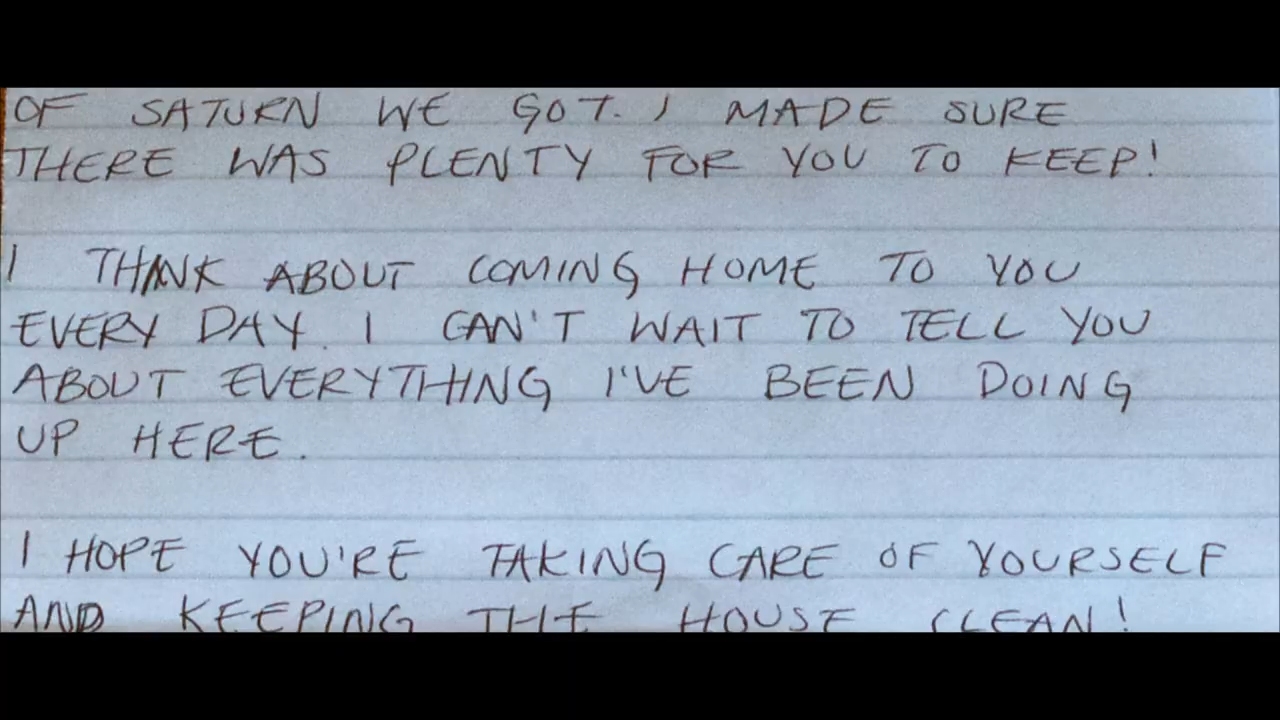 OF SATURN WE GOT. I MADE SURE
THERE WAS PLENTY FOR YOU TO KEEP!
I THINK ABOUT COMING HOME TO YOU
EVERY DAY. I CAN'T WAIT TO TELL YOU
ABOUT EVERYTHING I'VE BEEN DOING
UP HERE.
I HOPE YOU'RE TAKING CARE OF YOURSELF
AND KEEPING THE HOUSE CLEAN!